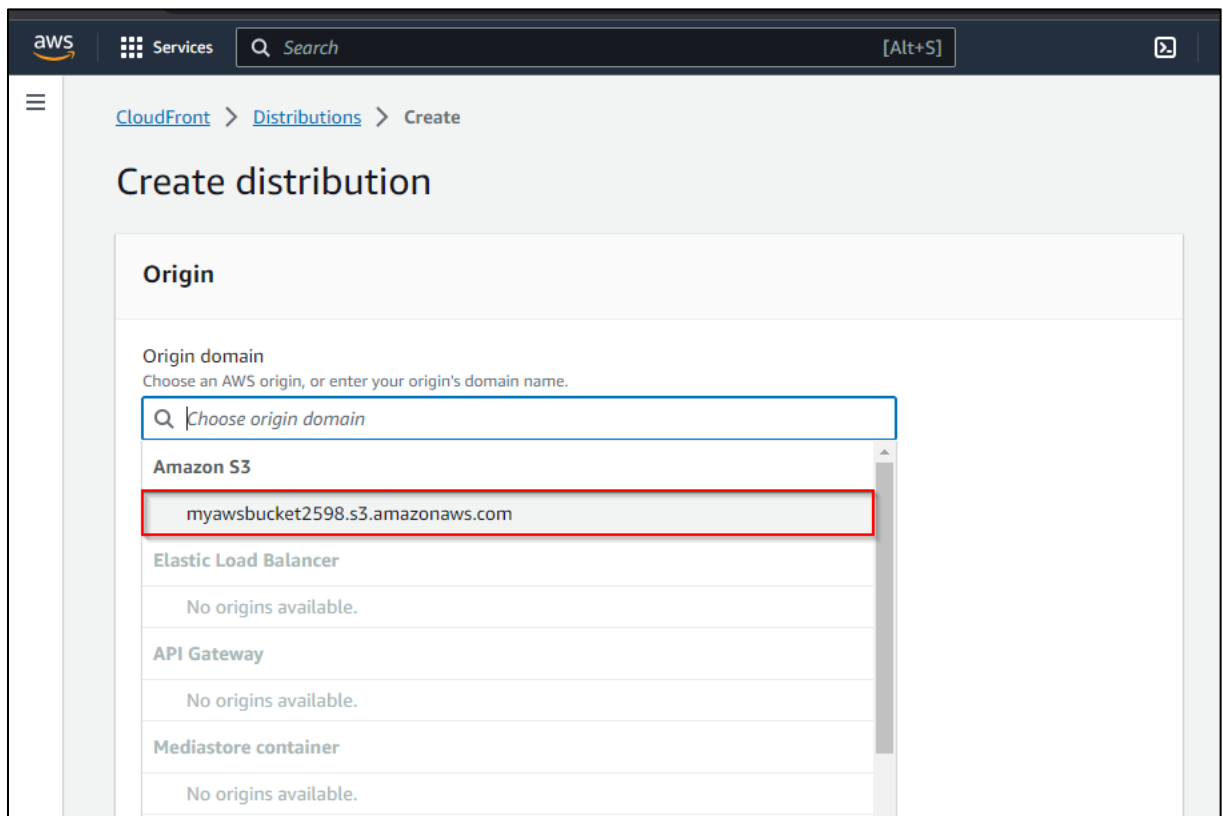 aws Services Search [Alt+S]
CloudFront > Distributions > Create
Create distribution
Origin
Origin domain
Choose an AWS origin, or enter your origin's domain name.
Choose origin domain
Amazon S3
myawsbucket2598.s3.amazonaws.com
Elastic Load Balancer
No origins available.
API Gateway
No origins available.
Mediastore container
No origins available.